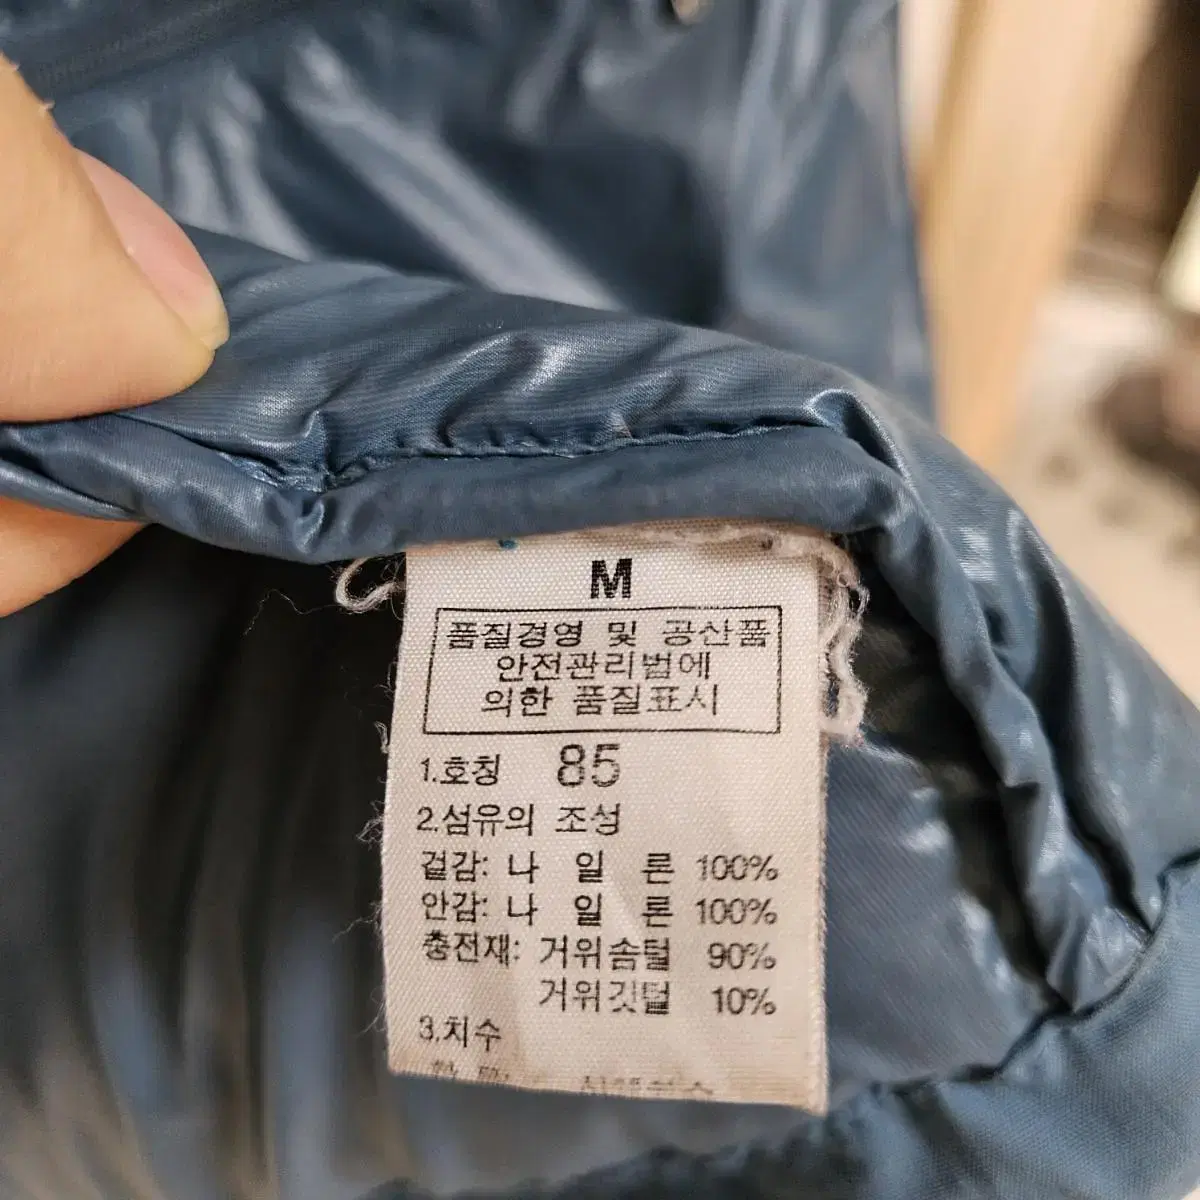 M
품질경영 및 공산품
안전관리법에
의한 품질표시
1.호칭 85
2.섬유의 조성
겉감: 나 일 론 100%
안감: 나 일 론 100%
충전재: 거위솜털 90%
거위깃털 10%
3.치수